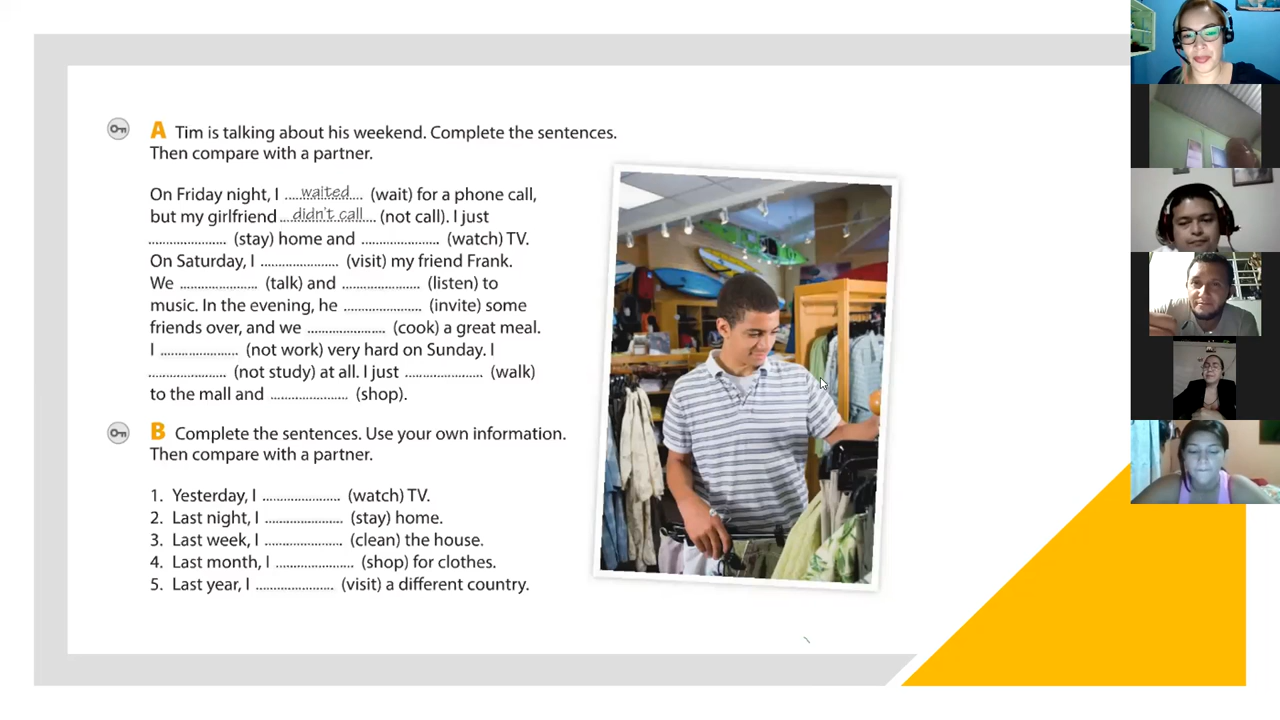 A Tim is talking about his weekend. Complete the sentences.
Then compare with a partner.
On Friday night, I ...waited... (wait) for a phone call,
but my girlfriend ...didn't call... (not call). I just
...................... (stay) home and ...................... (watch) TV.
On Saturday, I ...................... (visit) my friend Frank.
We ...................... (talk) and ...................... (listen) to
music. In the evening, he ...................... (invite) some
friends over, and we ...................... (cook) a great meal.
I ...................... (not work) very hard on Sunday. I
...................... (not study) at all. I just ...................... (walk)
to the mall and ...................... (shop).
B Complete the sentences. Use your own information.
Then compare with a partner.
1. Yesterday, I ...................... (watch) TV.
2. Last night, I ...................... (stay) home.
3. Last week, I ...................... (clean) the house.
4. Last month, I ...................... (shop) for clothes.
5. Last year, I ...................... (visit) a different country.